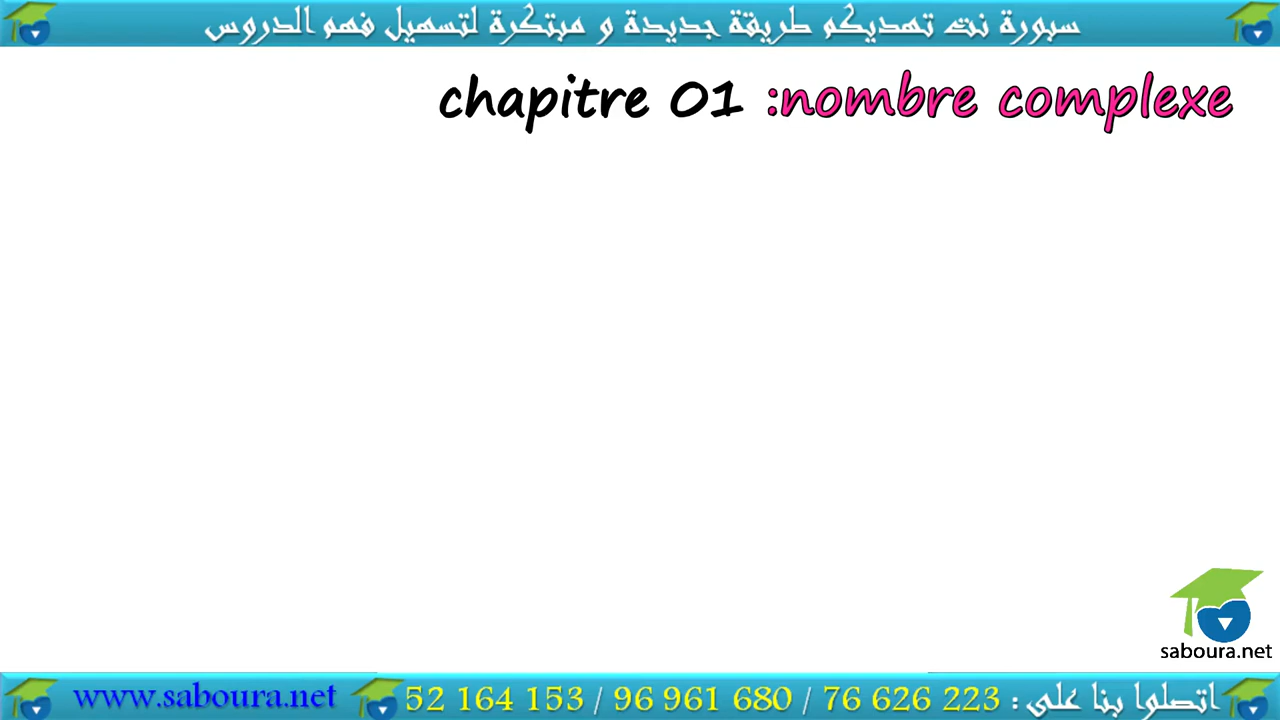 سبورة نت تهديكم طريقة جديدة و مبتكرة لتسهيل فهم الدروس
chapitre 01 :nombre complexe
saboura.net
www.saboura.net 52 164 153 / 96 961 680 / 76 626 223 اتصلوا بنا على :